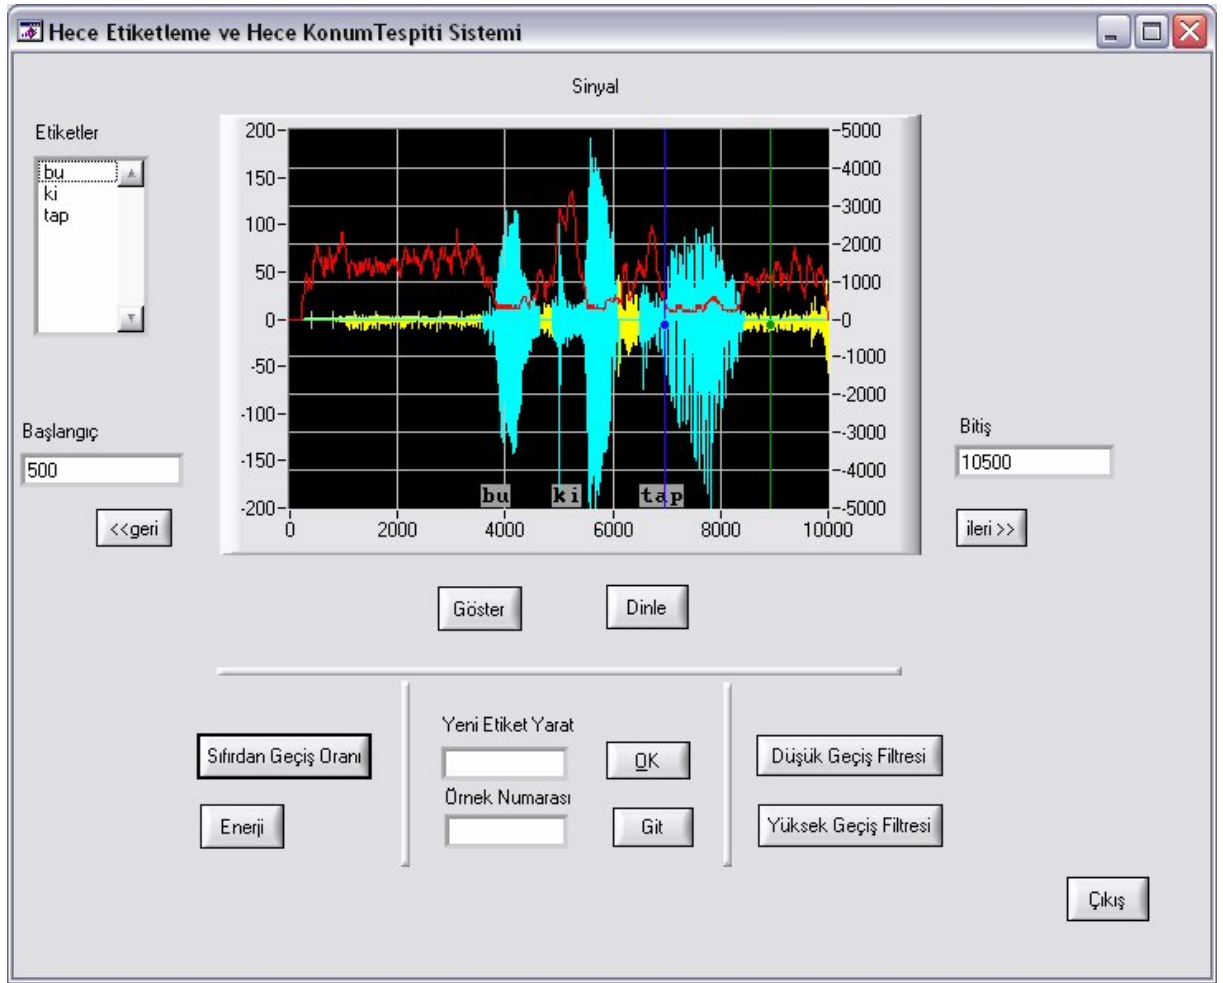 Hece Etiketleme ve Hece KonumTespiti Sistemi
Sinyal
Etiketler
bu
ki
tap
200
150
100
50
0
-50
-100
-150
-200
5000
4000
3000
2000
1000
0
-1000
-2000
-3000
-4000
-5000
bu ki tap
0 2000 4000 6000 8000 10000
Başlangıç
500
<<geri
Bitiş
10500
ileri >>
Göster Dinle
Sıfırdan Geçiş Oranı
Enerji
Yeni Etiket Yarat
OK
Örnek Numarası
Git
Düşük Geçiş Filtresi
Yüksek Geçiş Filtresi
Çıkış